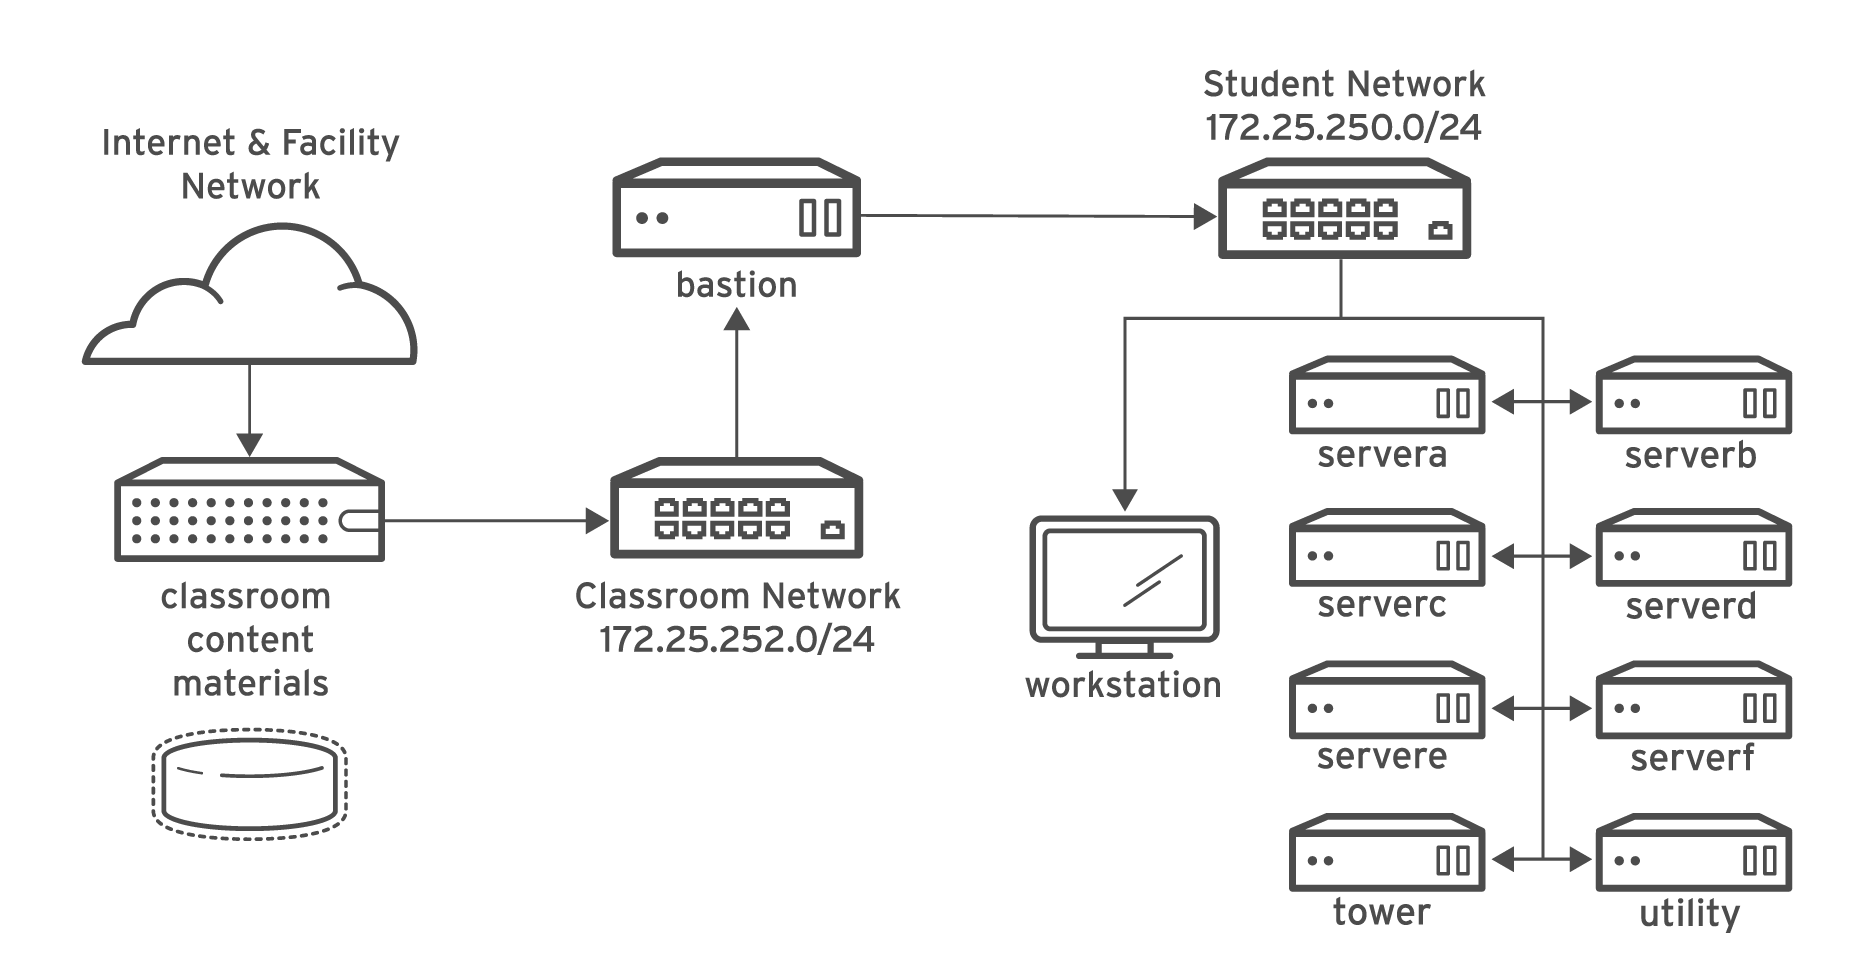 Internet & Facility
Network
classroom
content
materials
Classroom Network
172.25.252.0/24
bastion
Student Network
172.25.250.0/24
workstation
servera
serverb
serverc
serverd
servere
serverf
tower
utility